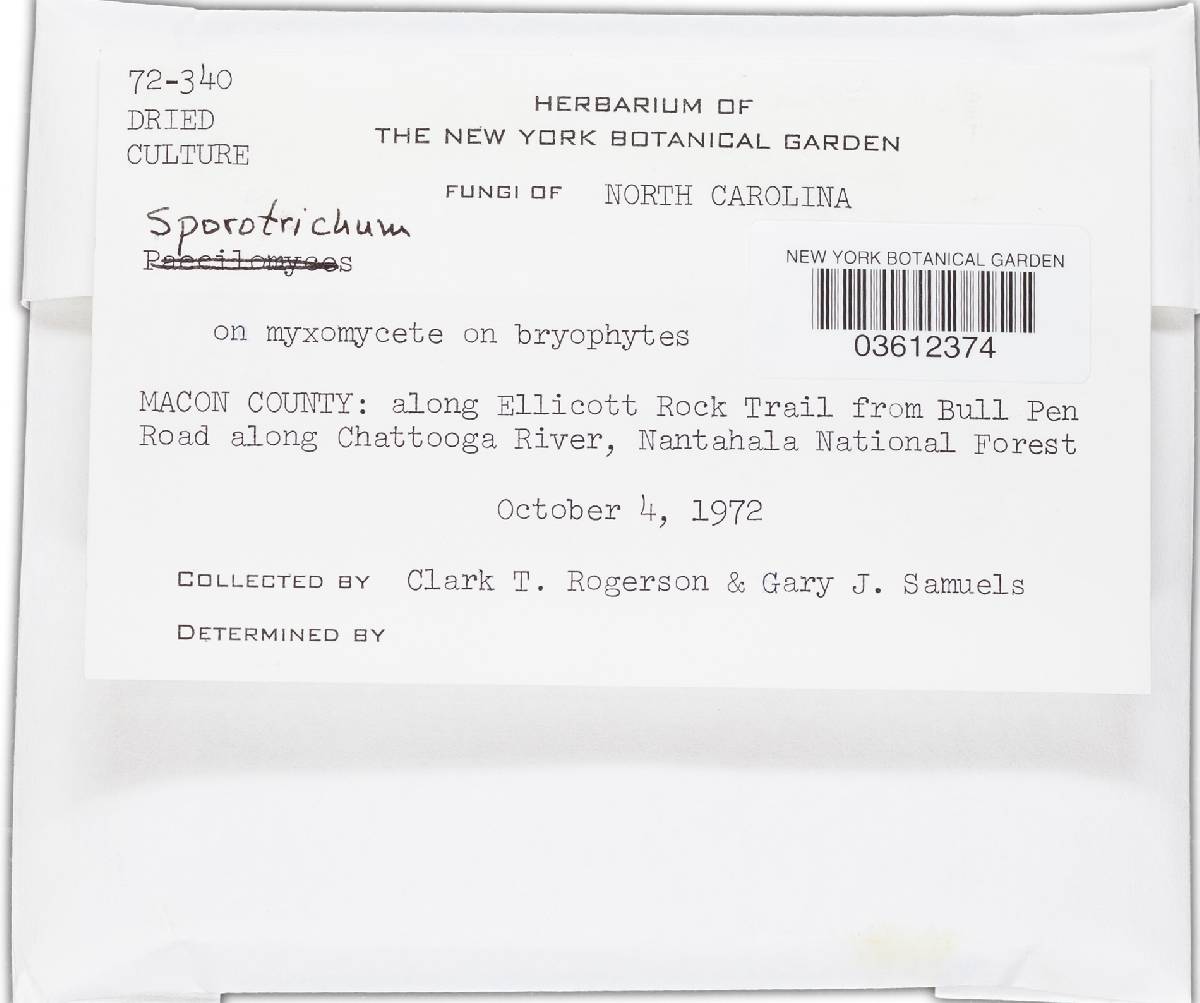 72-340
DRIED
CULTURE
HERBARIUM OF
THE NEW YORK BOTANICAL GARDEN
FUNGI OF NORTH CAROLINA
Sporotrichum
Paecilomyces
NEW YORK BOTANICAL GARDEN
03612374
on myxomycete on bryophytes
MACON COUNTY: along Ellicott Rock Trail from Bull Pen
Road along Chattooga River, Nantahala National Forest
October 4, 1972
COLLECTED BY Clark T. Rogerson & Gary J. Samuels
DETERMINED BY